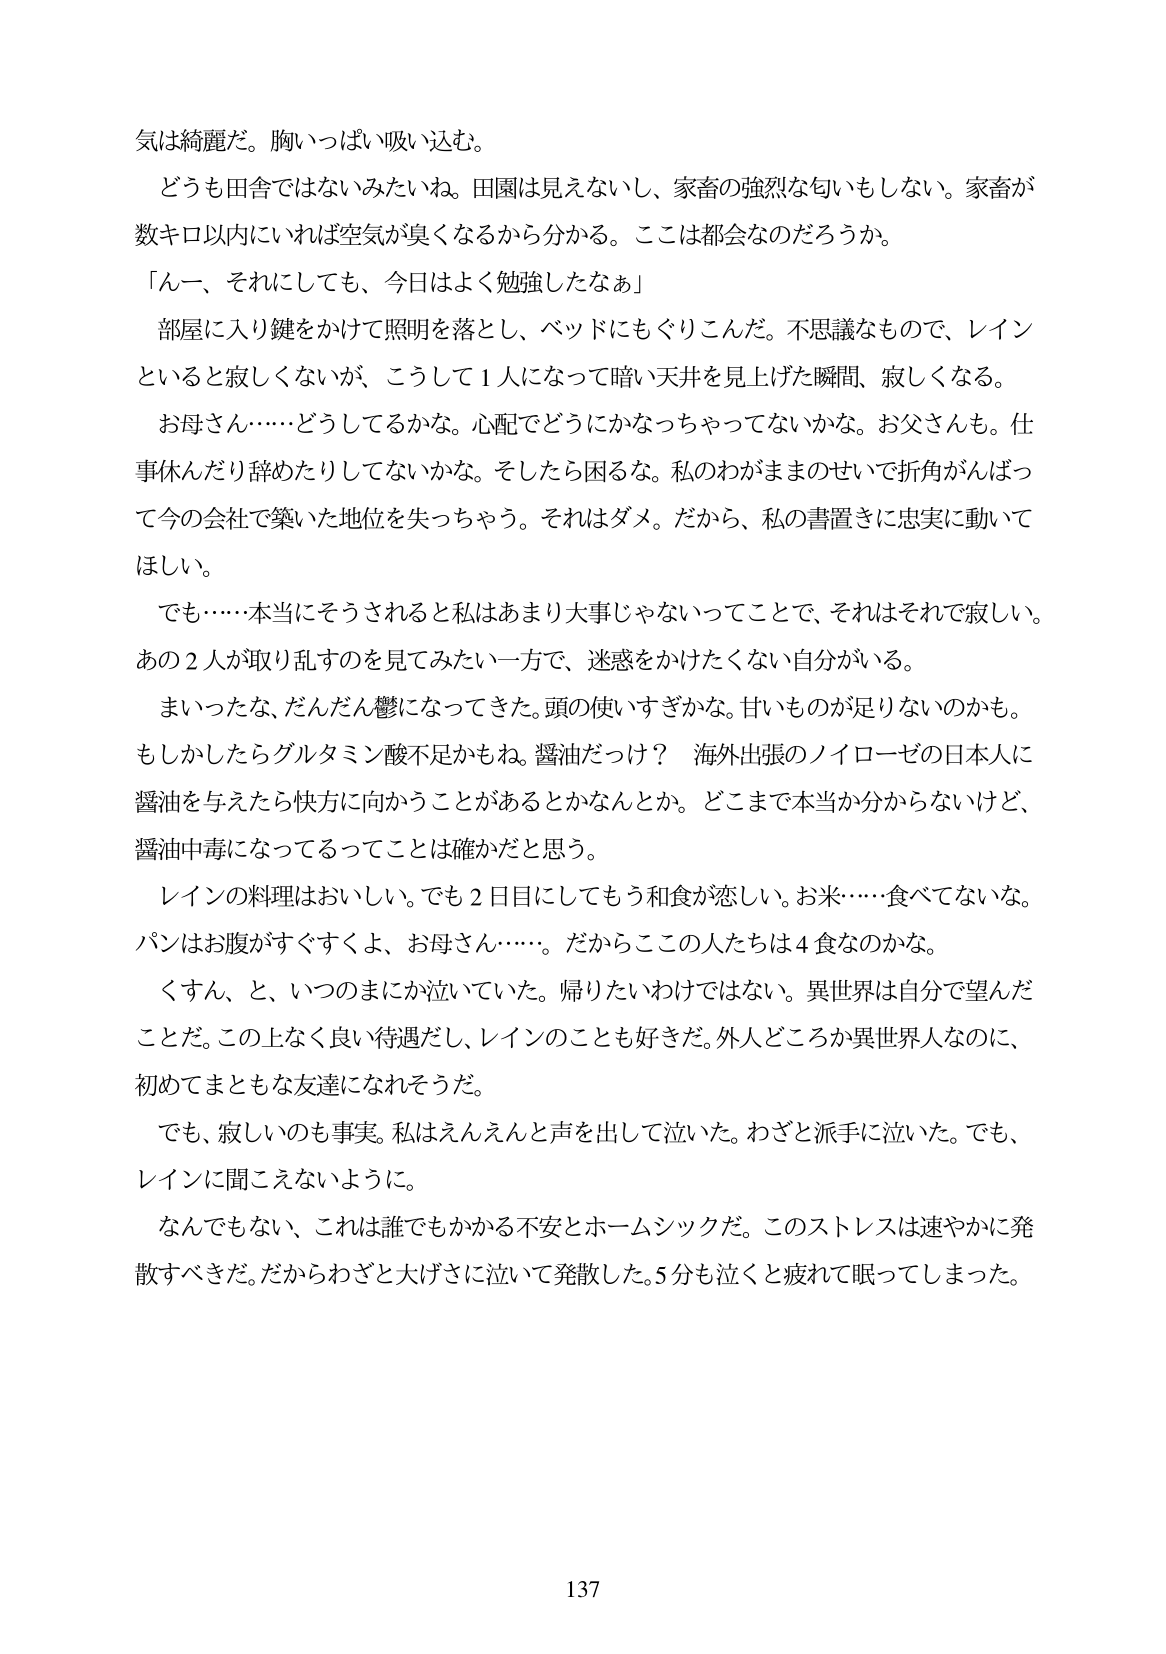 気は綺麗だ。胸いっぱい吸い込む。
　どうも田舎ではないみたいね。田園は見えないし、家畜の強烈な匂いもしない。家畜が
数キロ以内にいれば空気が臭くなるから分かる。ここは都会なのだろうか。
「んー、それにしても、今日はよく勉強したなぁ」
　部屋に入り鍵をかけて照明を落とし、ベッドにもぐりこんだ。不思議なもので、レイン
といると寂しくないが、こうして 1 人になって暗い天井を見上げた瞬間、寂しくなる。
　お母さん……どうしてるかな。心配でどうにかなっちゃってないかな。お父さんも。仕
事休んだり辞めたりしてないかな。そしたら困るな。私のわがままのせいで折角がんばっ
て今の会社で築いた地位を失っちゃう。それはダメ。だから、私の書置きに忠実に動いて
ほしい。
　でも……本当にそうされると私はあまり大事じゃないってことで、それはそれで寂しい。
あの 2 人が取り乱すのを見てみたい一方で、迷惑をかけたくない自分がいる。
　まいったな、だんだん鬱になってきた。頭の使いすぎかな。甘いものが足りないのかも。
もしかしたらグルタミン酸不足かもね。醤油だっけ？　海外出張のノイローゼの日本人に
醤油を与えたら快方に向かうことがあるとかなんとか。どこまで本当か分からないけど、
醤油中毒になってるってことは確かだと思う。
　レインの料理はおいしい。でも 2 日目にしてもう和食が恋しい。お米……食べてないな。
パンはお腹がすぐすくよ、お母さん……。だからここの人たちは 4 食なのかな。
　くすん、と、いつのまにか泣いていた。帰りたいわけではない。異世界は自分で望んだ
ことだ。この上なく良い待遇だし、レインのことも好きだ。外人どころか異世界人なのに、
初めてまともな友達になれそうだ。
　でも、寂しいのも事実。私はえんえんと声を出して泣いた。わざと派手に泣いた。でも、
レインに聞こえないように。
　なんでもない、これは誰でもかかる不安とホームシックだ。このストレスは速やかに発
散すべきだ。だからわざと大げさに泣いて発散した。5 分も泣くと疲れて眠ってしまった。
137